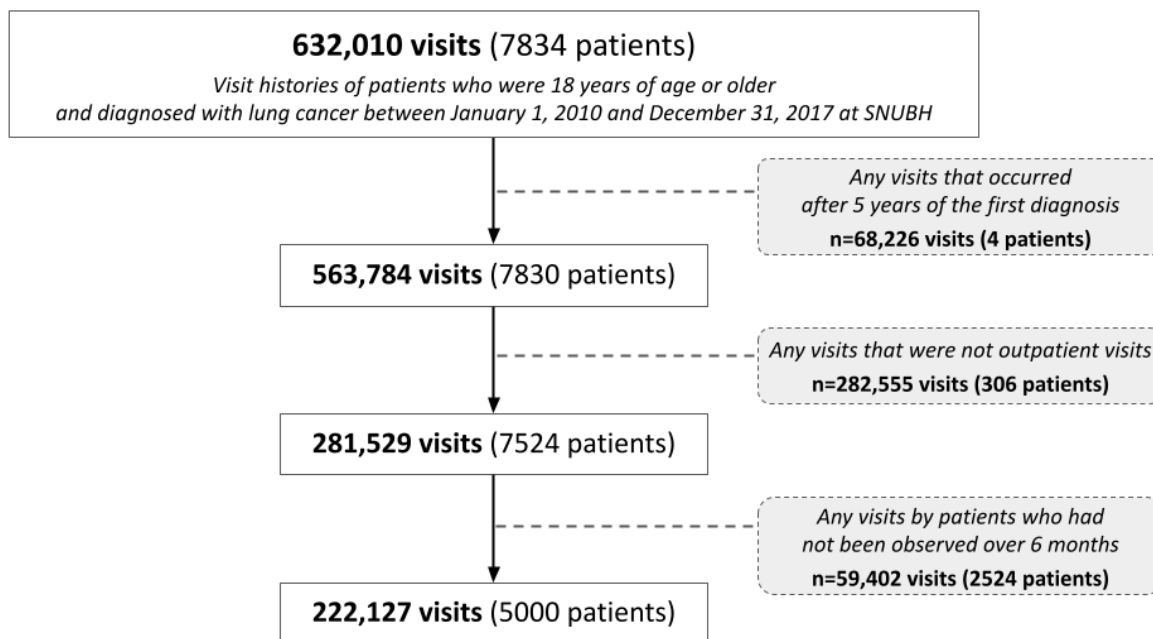 632,010 visits (7834 patients)
Visit histories of patients who were 18 years of age or older
and diagnosed with lung cancer between January 1, 2010 and December 31, 2017 at SNUBH
Any visits that occurred
after 5 years of the first diagnosis
n=68,226 visits (4 patients)
563,784 visits (7830 patients)
Any visits that were not outpatient visits
n=282,555 visits (306 patients)
281,529 visits (7524 patients)
Any visits by patients who had
not been observed over 6 months
n=59,402 visits (2524 patients)
222,127 visits (5000 patients)